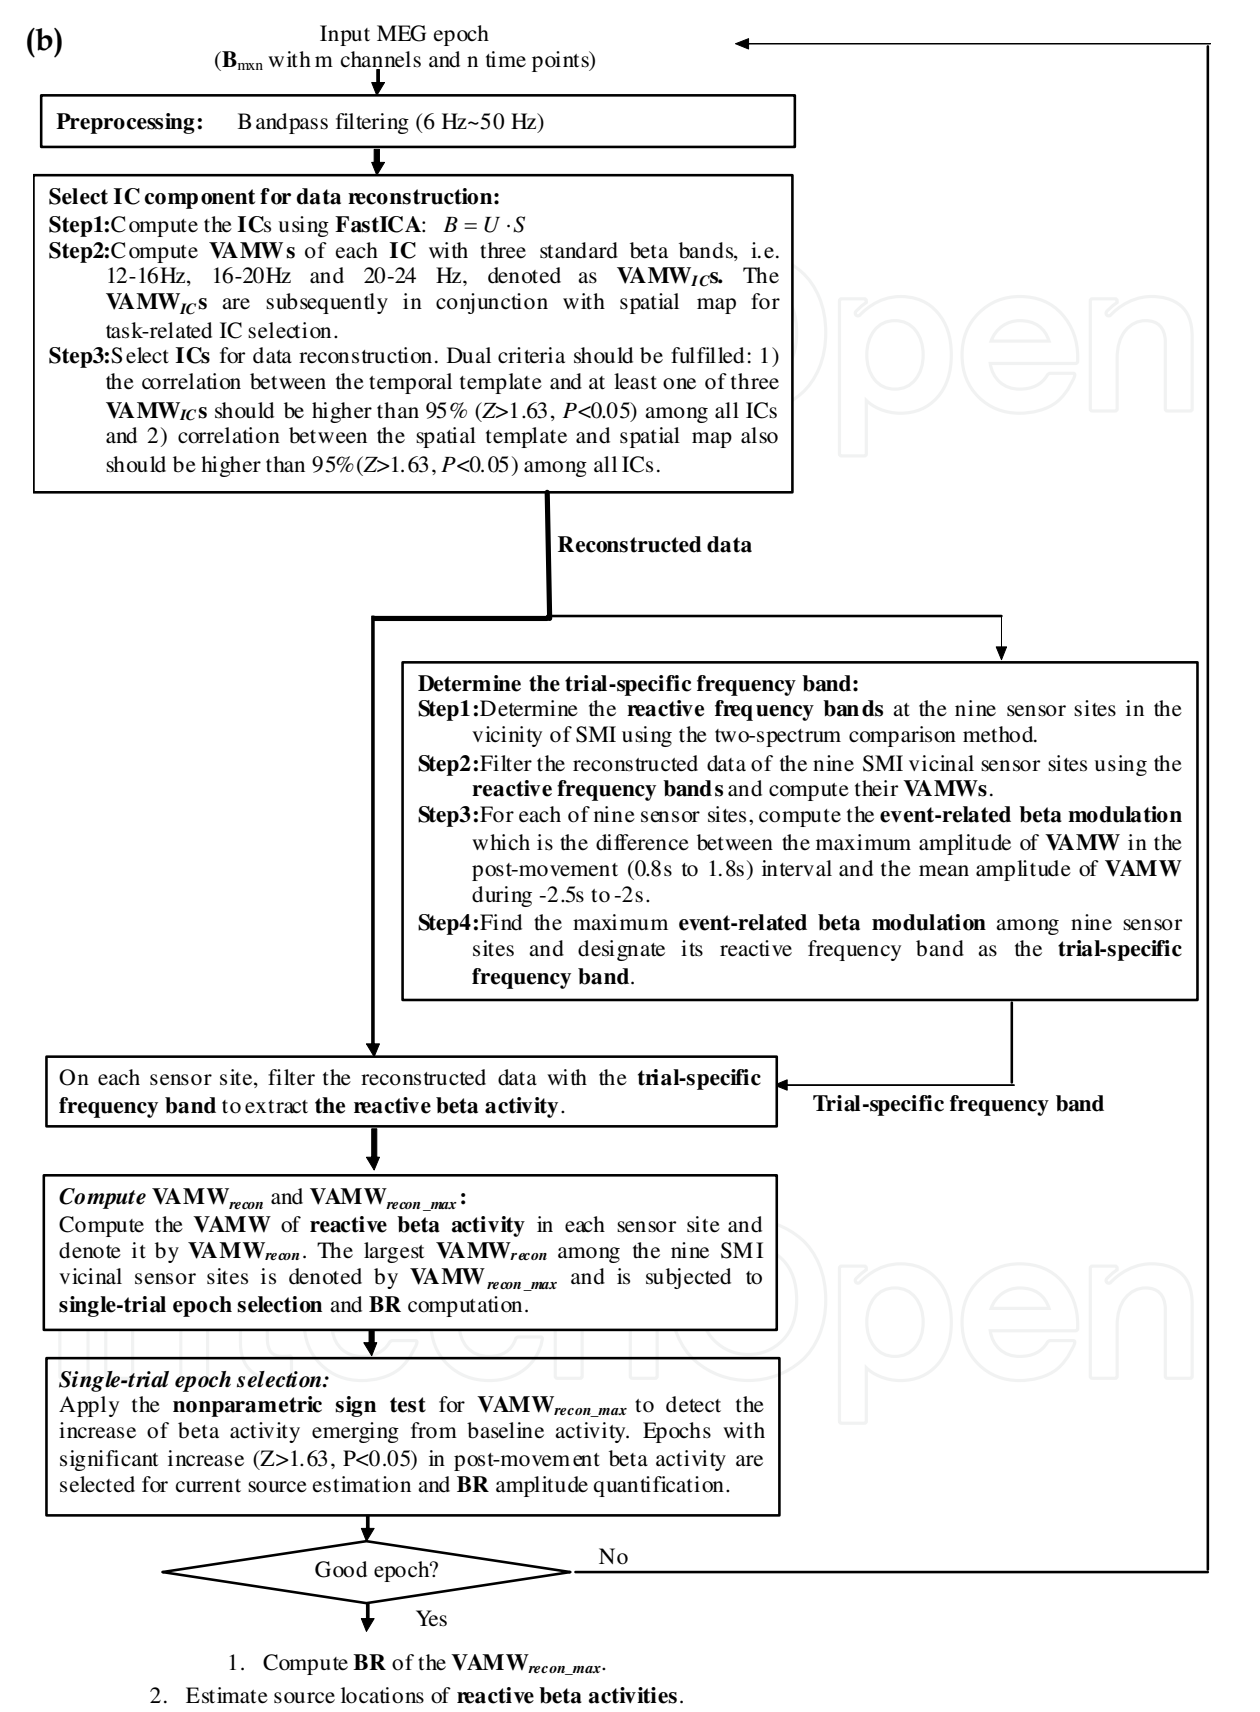 (b)
Input MEG epoch
(Bmxn with m channels and n time points)
Preprocessing: Bandpass filtering (6 Hz~50 Hz)
Select IC component for data reconstruction:
Step1:Compute the ICs using FastICA: B = U · S
Step2:Compute VAMWs of each IC with three standard beta bands, i.e.
12-16Hz, 16-20Hz and 20-24 Hz, denoted as VAMWICs. The
VAMWICs are subsequently in conjunction with spatial map for
task-related IC selection.
Step3:Select ICs for data reconstruction. Dual criteria should be fulfilled: 1)
the correlation between the temporal template and at least one of three
VAMWICs should be higher than 95% (Z>1.63, P<0.05) among all ICs
and 2) correlation between the spatial template and spatial map also
should be higher than 95%(Z>1.63, P<0.05) among all ICs.
Reconstructed data
Determine the trial-specific frequency band:
Step1:Determine the reactive frequency bands at the nine sensor sites in the
vicinity of SMI using the two-spectrum comparison method.
Step2:Filter the reconstructed data of the nine SMI vicinal sensor sites using the
reactive frequency bands and compute their VAMWs.
Step3:For each of nine sensor sites, compute the event-related beta modulation
which is the difference between the maximum amplitude of VAMW in the
post-movement (0.8s to 1.8s) interval and the mean amplitude of VAMW
during -2.5s to -2s.
Step4:Find the maximum event-related beta modulation among nine sensor
sites and designate its reactive frequency band as the trial-specific
frequency band.
On each sensor site, filter the reconstructed data with the trial-specific
frequency band to extract the reactive beta activity.
Trial-specific frequency band
Compute VAMWrecon and VAMWrecon_max:
Compute the VAMW of reactive beta activity in each sensor site and
denote it by VAMWrecon. The largest VAMWrecon among the nine SMI
vicinal sensor sites is denoted by VAMWrecon_max and is subjected to
single-trial epoch selection and BR computation.
Single-trial epoch selection:
Apply the nonparametric sign test for VAMWrecon_max to detect the
increase of beta activity emerging from baseline activity. Epochs with
significant increase (Z>1.63, P<0.05) in post-movement beta activity are
selected for current source estimation and BR amplitude quantification.
Good epoch?
No
Yes
1. Compute BR of the VAMWrecon_max.
2. Estimate source locations of reactive beta activities.
IntechOpen